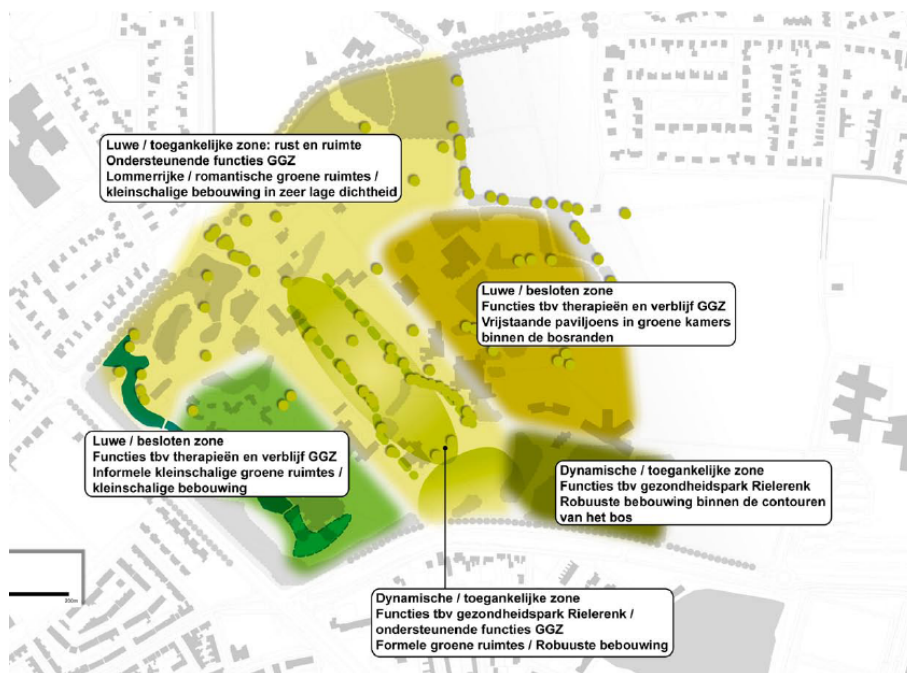 Luwe / toegankelijke zone: rust en ruimte
Ondersteunende functies GGZ
Lommerrijke / romantische groene ruimtes /
kleinschalige bebouwing in zeer lage dichtheid
Luwe / besloten zone
Functies tbv therapieën en verblijf GGZ
Vrijstaande paviljoens in groene kamers
binnen de bosranden
Luwe / besloten zone
Functies tbv therapieën en verblijf GGZ
Informele kleinschalige groene ruimtes /
kleinschalige bebouwing
Dynamische / toegankelijke zone
Functies tbv gezondheidspark Rielerenk
Robuuste bebouwing binnen de contouren
van het bos
Dynamische / toegankelijke zone
Functies tbv gezondheidspark Rielerenk /
ondersteunende functies GGZ
Formele groene ruimtes / Robuuste bebouwing
200m